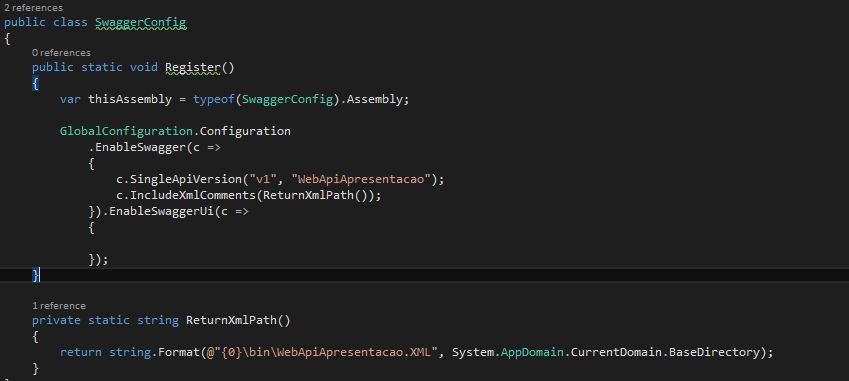 2 references
public class SwaggerConfig
{
0 references
public static void Register()
{
var thisAssembly = typeof(SwaggerConfig).Assembly;
GlobalConfiguration.Configuration
.EnableSwagger(c =>
{
c.SingleApiVersion("v1", "WebApiApresentacao");
c.IncludeXmlComments(ReturnXmlPath());
}).EnableSwaggerUi(c =>
{
});
}
1 reference
private static string ReturnXmlPath()
{
return string.Format(@"{0}\bin\WebApiApresentacao.XML", System.AppDomain.CurrentDomain.BaseDirectory);
}